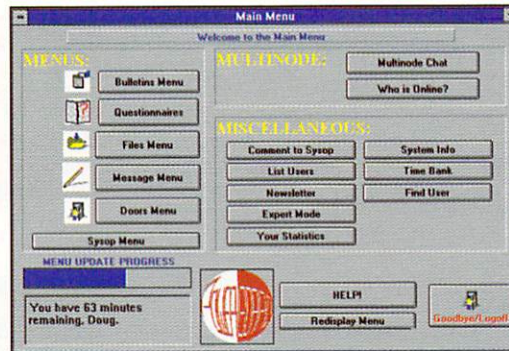 Main Menu
Welcome to the Main Menu
MENUS:
Bulletins Menu
Questionnaires
Files Menu
Message Menu
Doors Menu
Sysop Menu
MULTINODE:
Multinode Chat
Who is Online?
MISCELLANEOUS:
Comment to Sysop
List Users
Newsletter
Expert Mode
Your Statistics
System Info
Time Bank
Find User
MENU UPDATE PROGRESS
You have 63 minutes
remaining, Doug.
HELP!
Redisplay Menu
Goodbye/Logoff